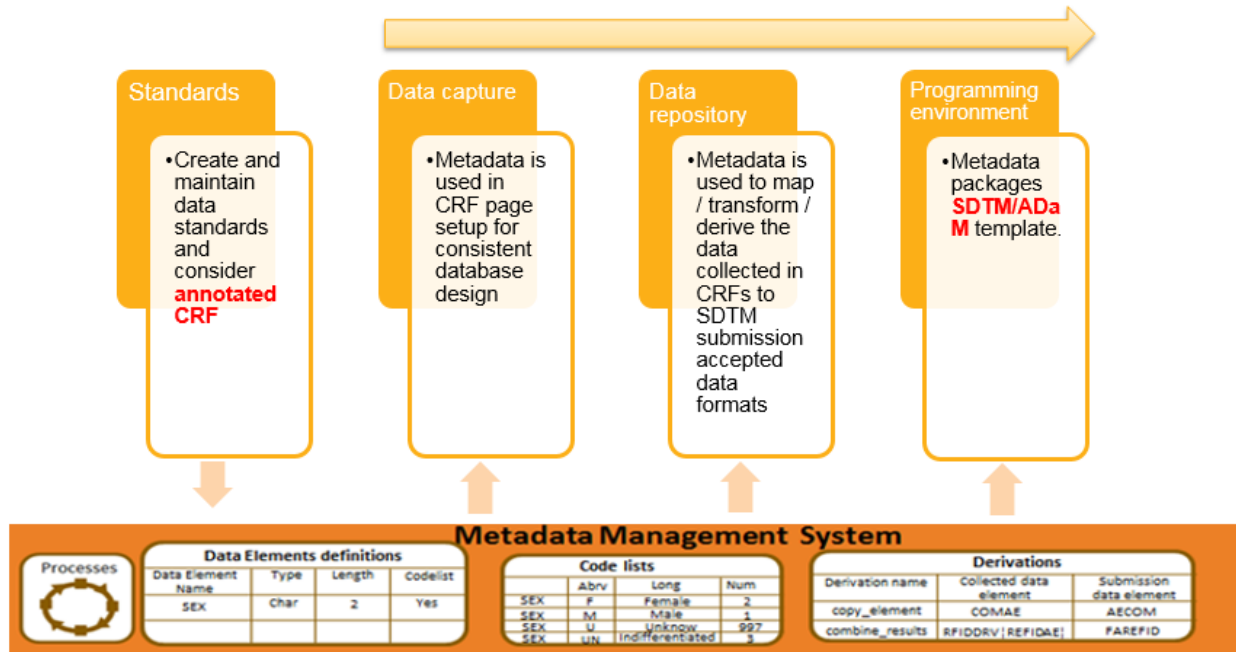 Standards
•Create and
maintain
data
standards
and
consider
annotated
CRF
Data capture
•Metadata is
used in
CRF page
setup for
consistent
database
design
Data
repository
•Metadata is
used to map
/ transform /
derive the
data
collected in
CRFs to
SDTM
submission
accepted
data
formats
Programming
environment
•Metadata
packages
SDTM/ADa
M template.
Metadata Management System
Processes
Data Elements definitions
Data Element
Name
Type
Length
Codelist
SEX
Char
2
Yes
Code lists
Abrv
Long
Num
SEX
F
Female
2
SEX
M
Male
1
SEX
U
Unknow
997
SEX
UN
Indifferentiated
3
Derivations
Derivation name
Collected data
element
Submission
data element
copy_element
COMAE
AECOM
combine_results
RFIDDRV¦REFIDAE¦
FAREFID